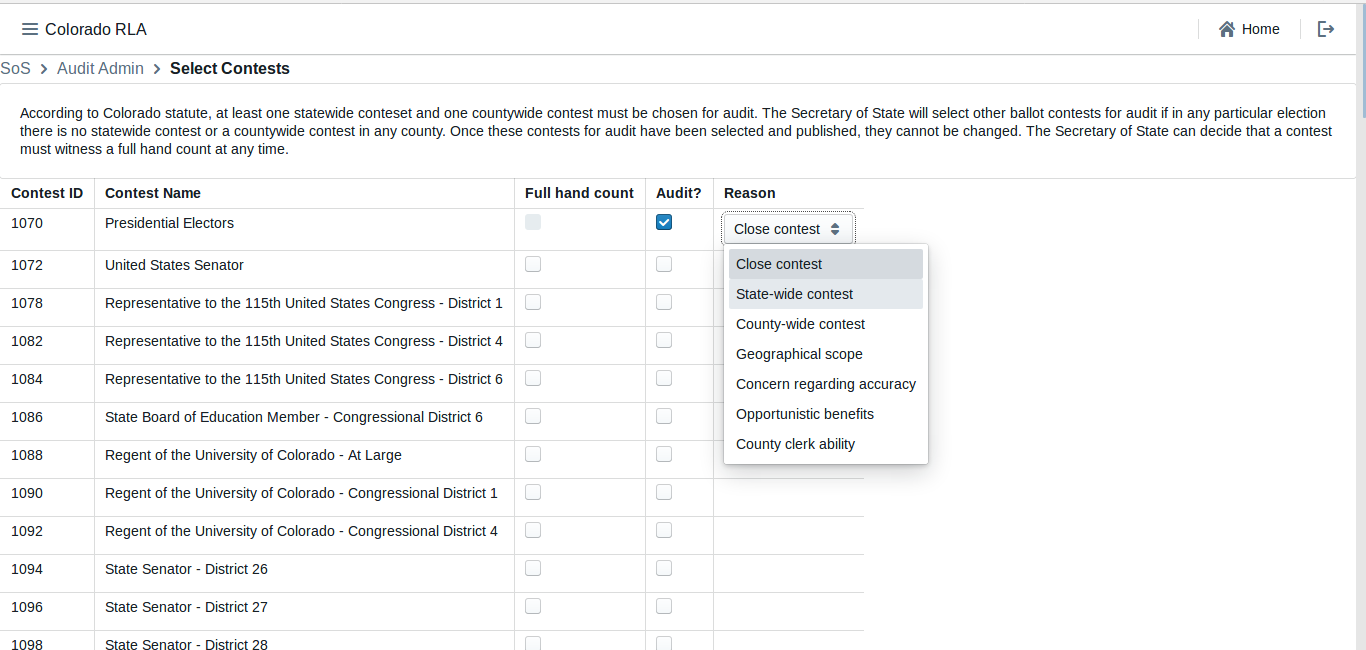 Colorado RLA
Home
SoS > Audit Admin > Select Contests
According to Colorado statute, at least one statewide conteset and one countywide contest must be chosen for audit. The Secretary of State will select other ballot contests for audit if in any particular election
there is no statewide contest or a countywide contest in any county. Once these contests for audit have been selected and published, they cannot be changed. The Secretary of State can decide that a contest
must witness a full hand count at any time.
Contest ID Contest Name Full hand count Audit? Reason
1070 Presidential Electors Close contest
1072 United States Senator
1078 Representative to the 115th United States Congress - District 1
1082 Representative to the 115th United States Congress - District 4
1084 Representative to the 115th United States Congress - District 6
1086 State Board of Education Member - Congressional District 6
1088 Regent of the University of Colorado - At Large
1090 Regent of the University of Colorado - Congressional District 1
1092 Regent of the University of Colorado - Congressional District 4
1094 State Senator - District 26
1096 State Senator - District 27
1098 State Senator - District 28
Close contest
State-wide contest
County-wide contest
Geographical scope
Concern regarding accuracy
Opportunistic benefits
County clerk ability